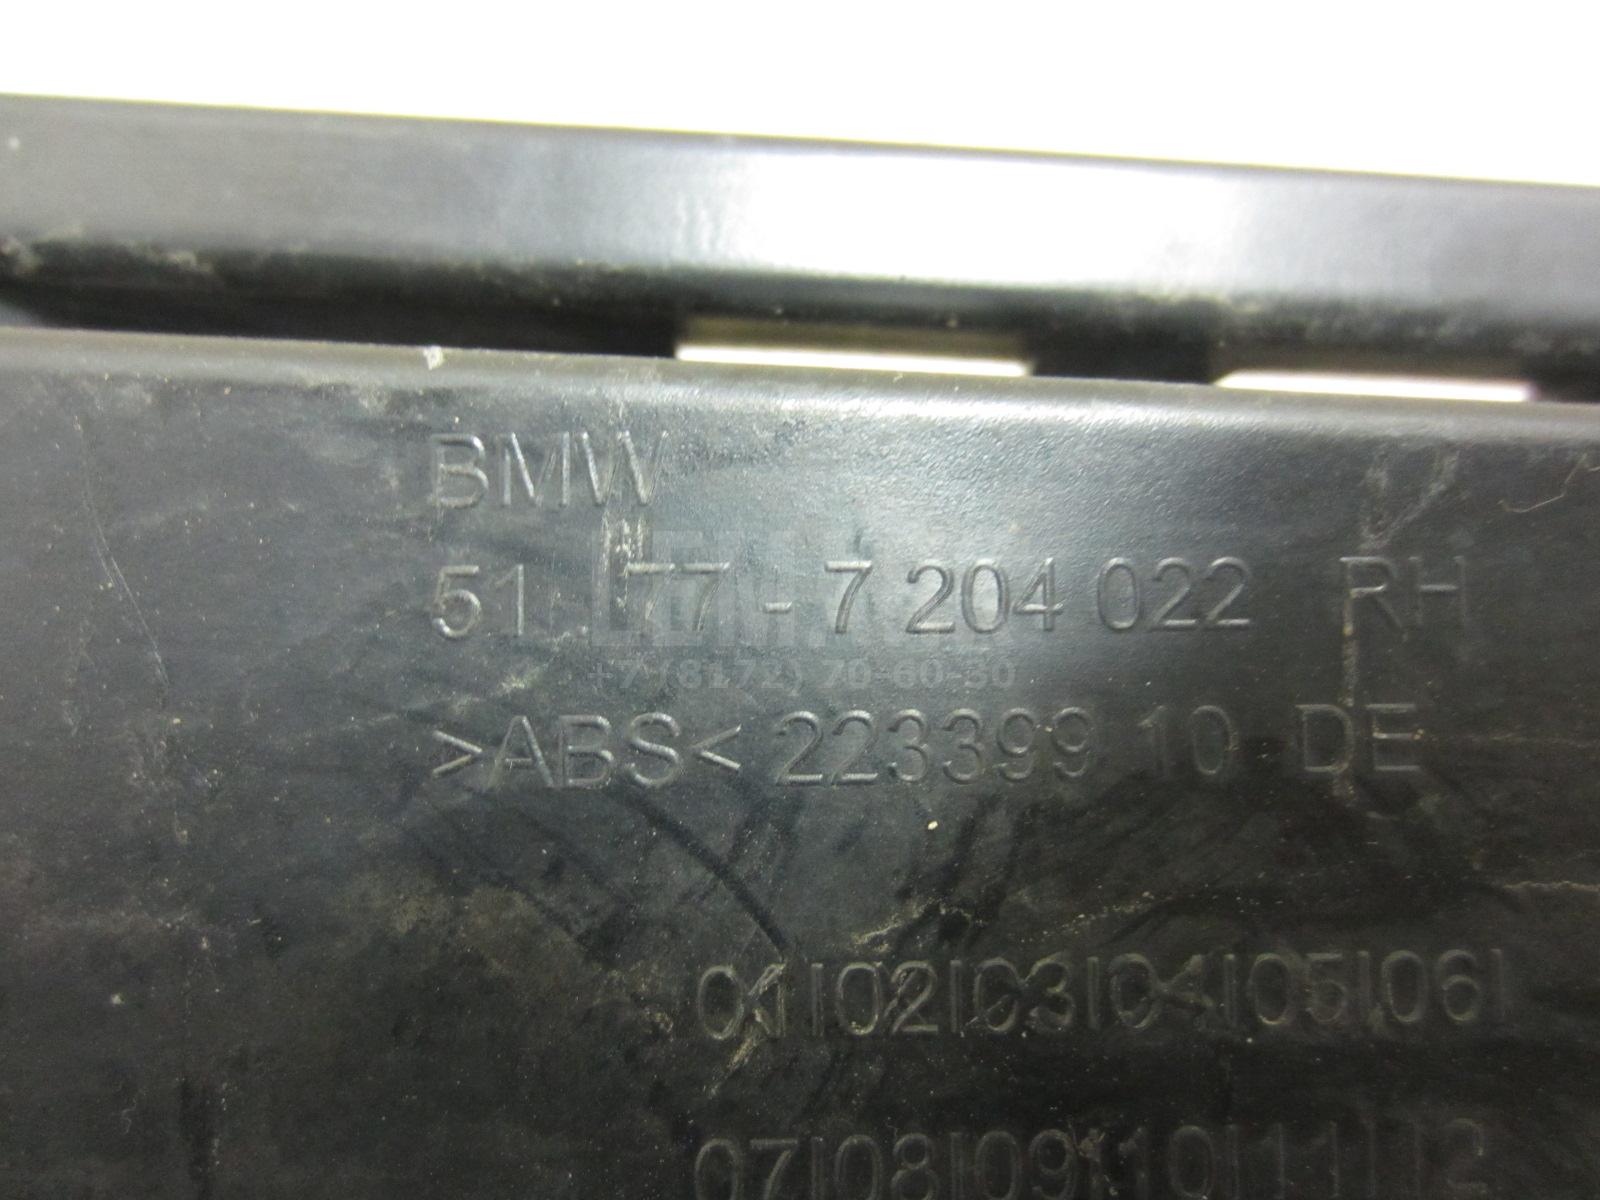 BMW
51 77 - 7 204 022 RH
+7 (8172) 70-60-50
>ABS< 223399 10 DE
01|02|03|04|05|06|
07|08|09|10|11|12